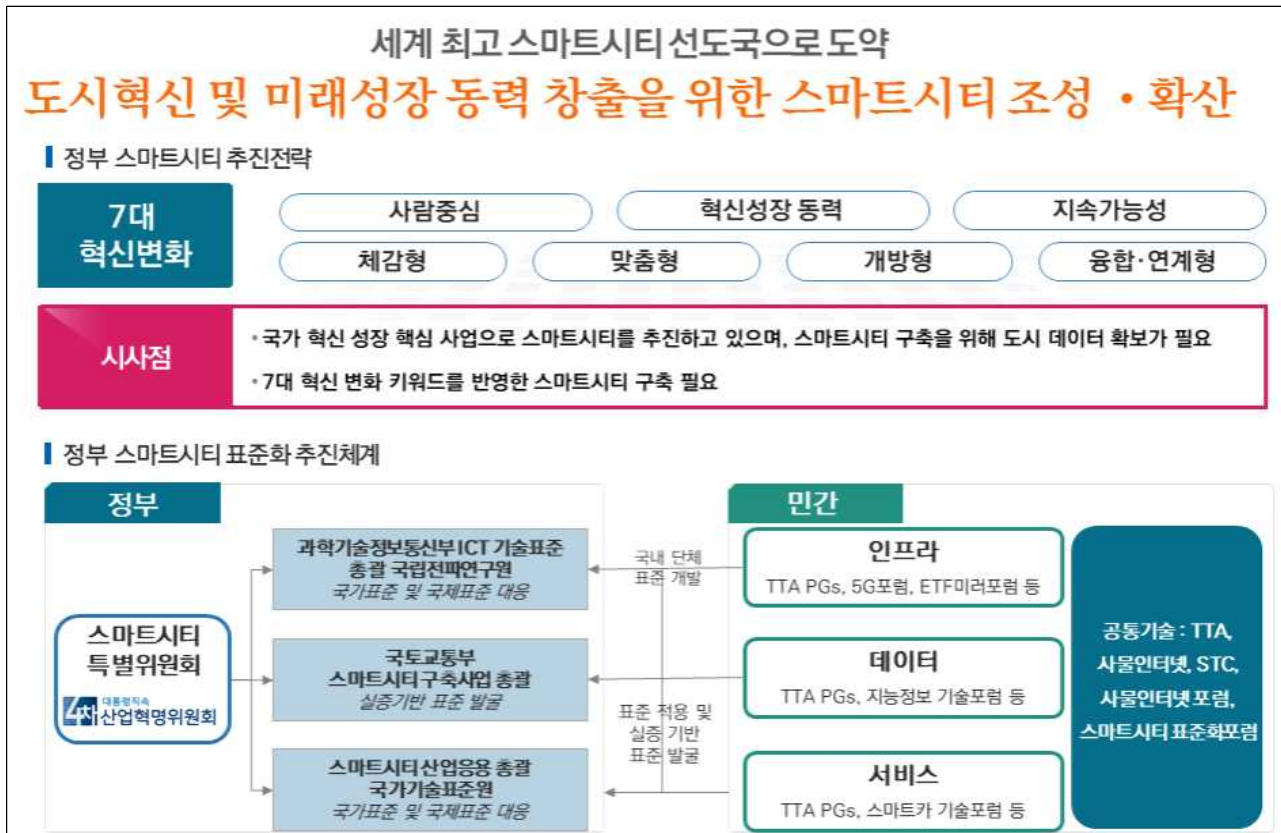 세계 최고 스마트시티 선도국으로 도약
도시혁신 및 미래성장 동력 창출을 위한 스마트시티 조성 • 확산
정부 스마트시티 추진전략
7대
혁신변화
사람중심
혁신성장 동력
지속가능성
체감형
맞춤형
개방형
융합·연계형
시사점
• 국가 혁신 성장 핵심 사업으로 스마트시티를 추진하고 있으며, 스마트시티 구축을 위해 도시 데이터 확보가 필요
• 7대 혁신 변화 키워드를 반영한 스마트시티 구축 필요
정부 스마트시티 표준화 추진체계
정부
스마트시티
특별위원회
대통령직속
4차 산업혁명위원회
과학기술정보통신부 ICT 기술표준
총괄 국립전파연구원
국가표준 및 국제표준 대응
국토교통부
스마트시티 구축사업 총괄
실증기반 표준 발굴
스마트시티 산업응용 총괄
국가기술표준원
국가표준 및 국제표준 대응
국내 단체
표준 개발
표준 적용 및
실증 기반
표준 발굴
민간
인프라
TTA PGs, 5G포럼, ETF미러포럼 등
데이터
TTA PGs, 지능정보 기술포럼 등
서비스
TTA PGs, 스마트카 기술포럼 등
공통기술 : TTA,
사물인터넷, STC,
사물인터넷 포럼,
스마트시티 표준화포럼